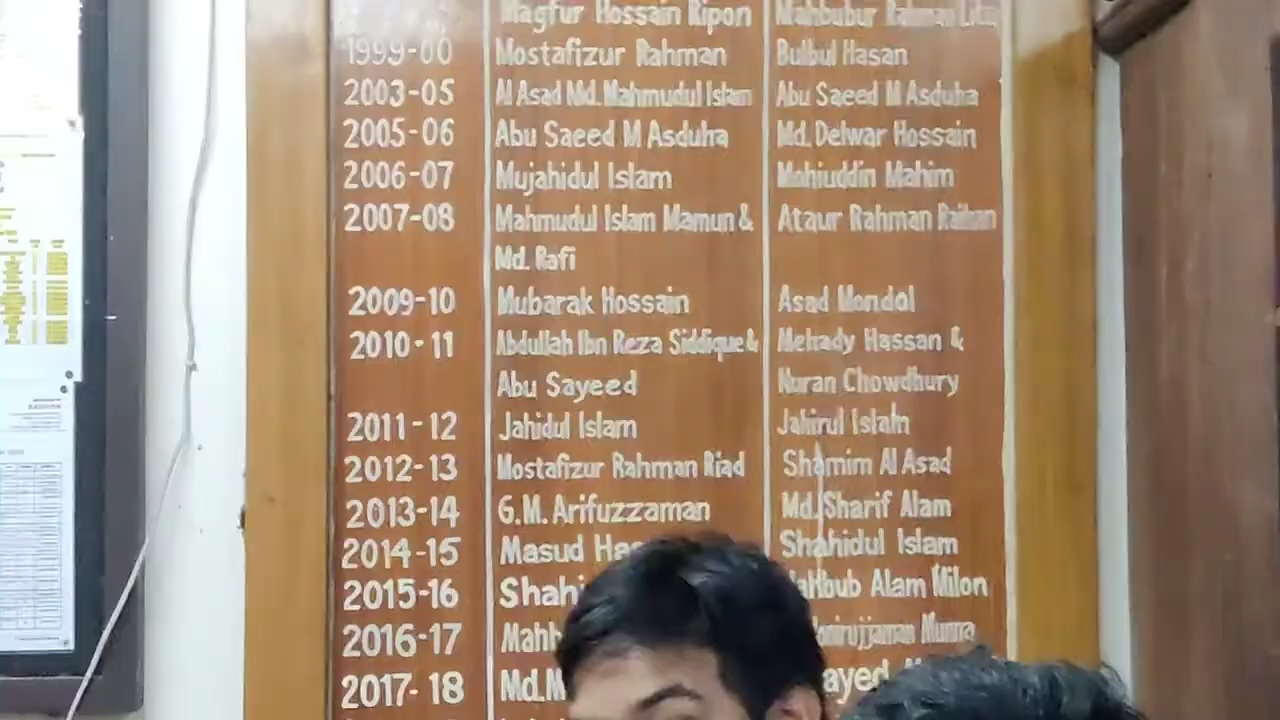 Magfur Hossain Ripon Mahbubur Rahman
1999-00 Mostafizur Rahman Bulbul Hasan
2003-05 Al Asad Md. Mahmudul Islam Abu Saeed M Asduha
2005-06 Abu Saeed M Asduha Md. Delwar Hossain
2006-07 Mujahidul Islam Mohiuddin Mahim
2007-08 Mahmudul Islam Mamun & Ataur Rahman Raihan
Md. Rafi
2009-10 Mubarak Hossain Asad Mondol
2010-11 Abdullah Ibn Reza Siddique & Mehady Hassan &
Abu Sayeed Nuran Chowdhury
2011-12 Jahidul Islam Jahirul Islam
2012-13 Mostafizur Rahman Riad Shamim Al Asad
2013-14 G.M. Arifuzzaman Md. Sharif Alam
2014-15 Masud Shahidul Islam
2015-16 Alam Milon
2016-17 Munna
2017-18